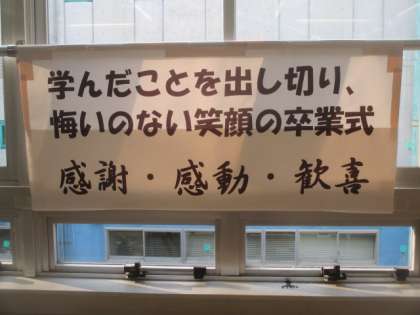 学んだことを出し切り、
悔いのない笑顔の卒業式
感謝・感動・歓喜